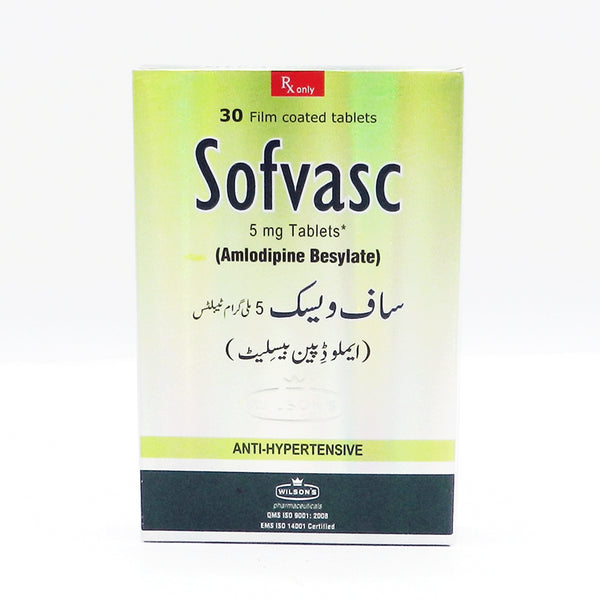 Rx only
30 Film coated tablets
Sofvasc
5 mg Tablets*
(Amlodipine Besylate)
ساف ویسک 5 ملی گرام ٹیبلٹس
(ایملوڈپین بیسلیٹ)
WILSON'S
ANTI-HYPERTENSIVE
WILSON'S
pharmaceuticals
QMS ISO 9001: 2008
EMS ISO 14001 Certified